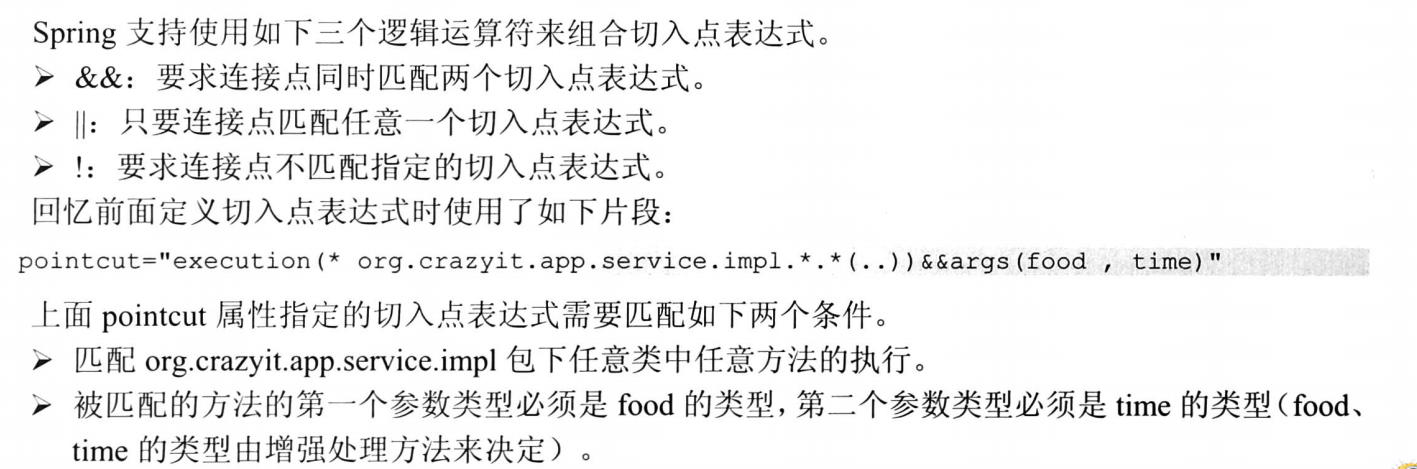 Spring 支持使用如下三个逻辑运算符来组合切入点表达式。
➢ &&：要求连接点同时匹配两个切入点表达式。
➢ ||：只要连接点匹配任意一个切入点表达式。
➢ !：要求连接点不匹配指定的切入点表达式。
回忆前面定义切入点表达式时使用了如下片段：
pointcut="execution(* org.crazyit.app.service.impl.*.*(..))&&args(food , time)"
上面 pointcut 属性指定的切入点表达式需要匹配如下两个条件。
➢ 匹配 org.crazyit.app.service.impl 包下任意类中任意方法的执行。
➢ 被匹配的方法的第一个参数类型必须是 food 的类型，第二个参数类型必须是 time 的类型（food、
time 的类型由增强处理方法来决定）。